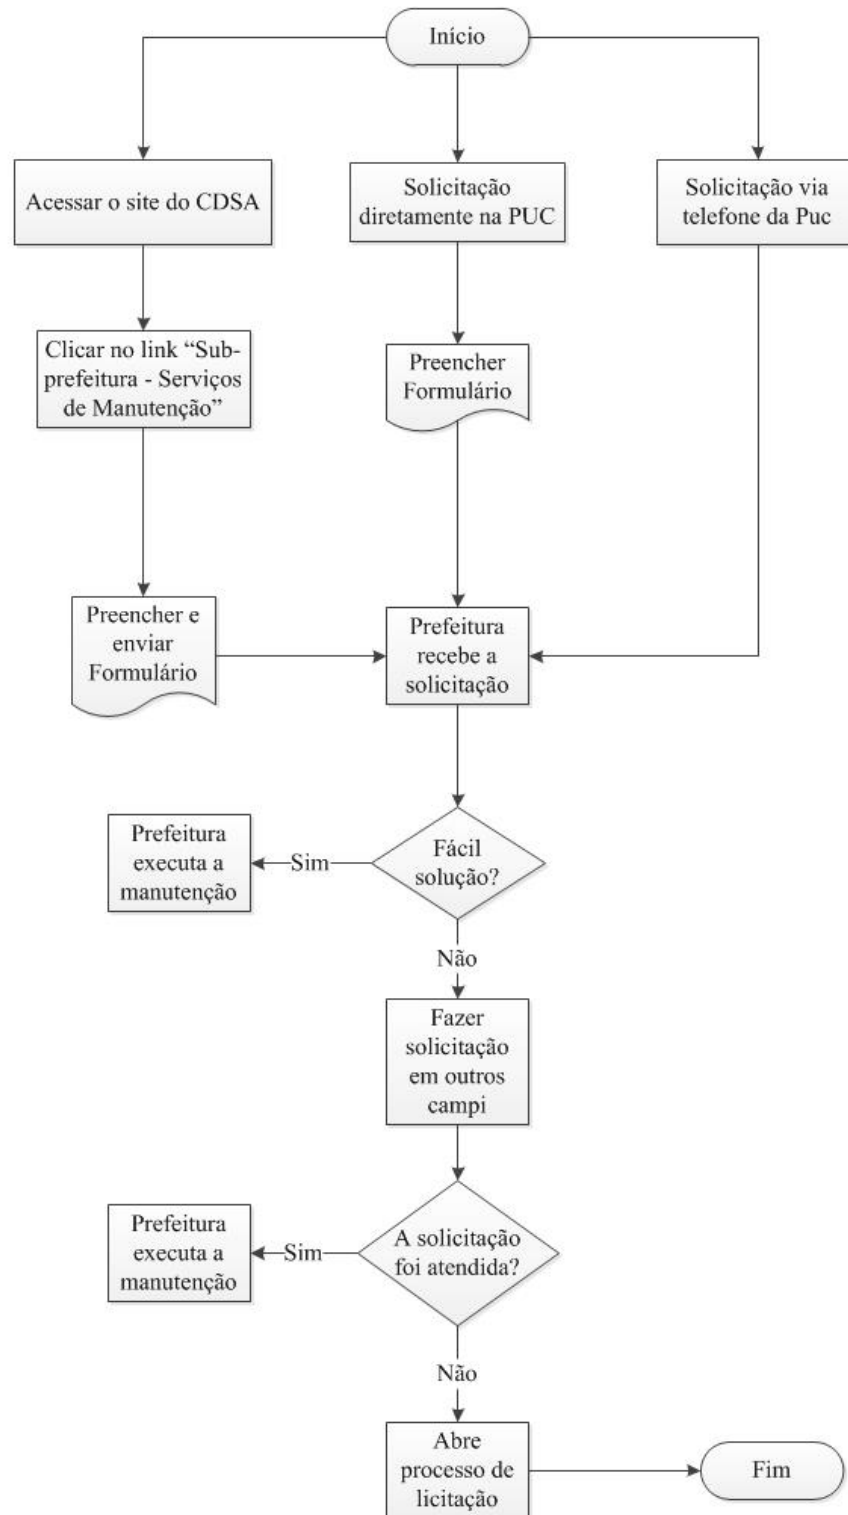 Início
Acessar o site do CDSA
Solicitação
diretamente na PUC
Solicitação via
telefone da Puc
Clicar no link “Sub-
prefeitura - Serviços
de Manutenção”
Preencher
Formulário
Preencher e
enviar
Formulário
Prefeitura
recebe a
solicitação
Prefeitura
executa a
manutenção
Sim
Fácil
solução?
Não
Fazer
solicitação
em outros
campi
Prefeitura
executa a
manutenção
Sim
A solicitação
foi atendida?
Não
Abre
processo de
licitação
Fim